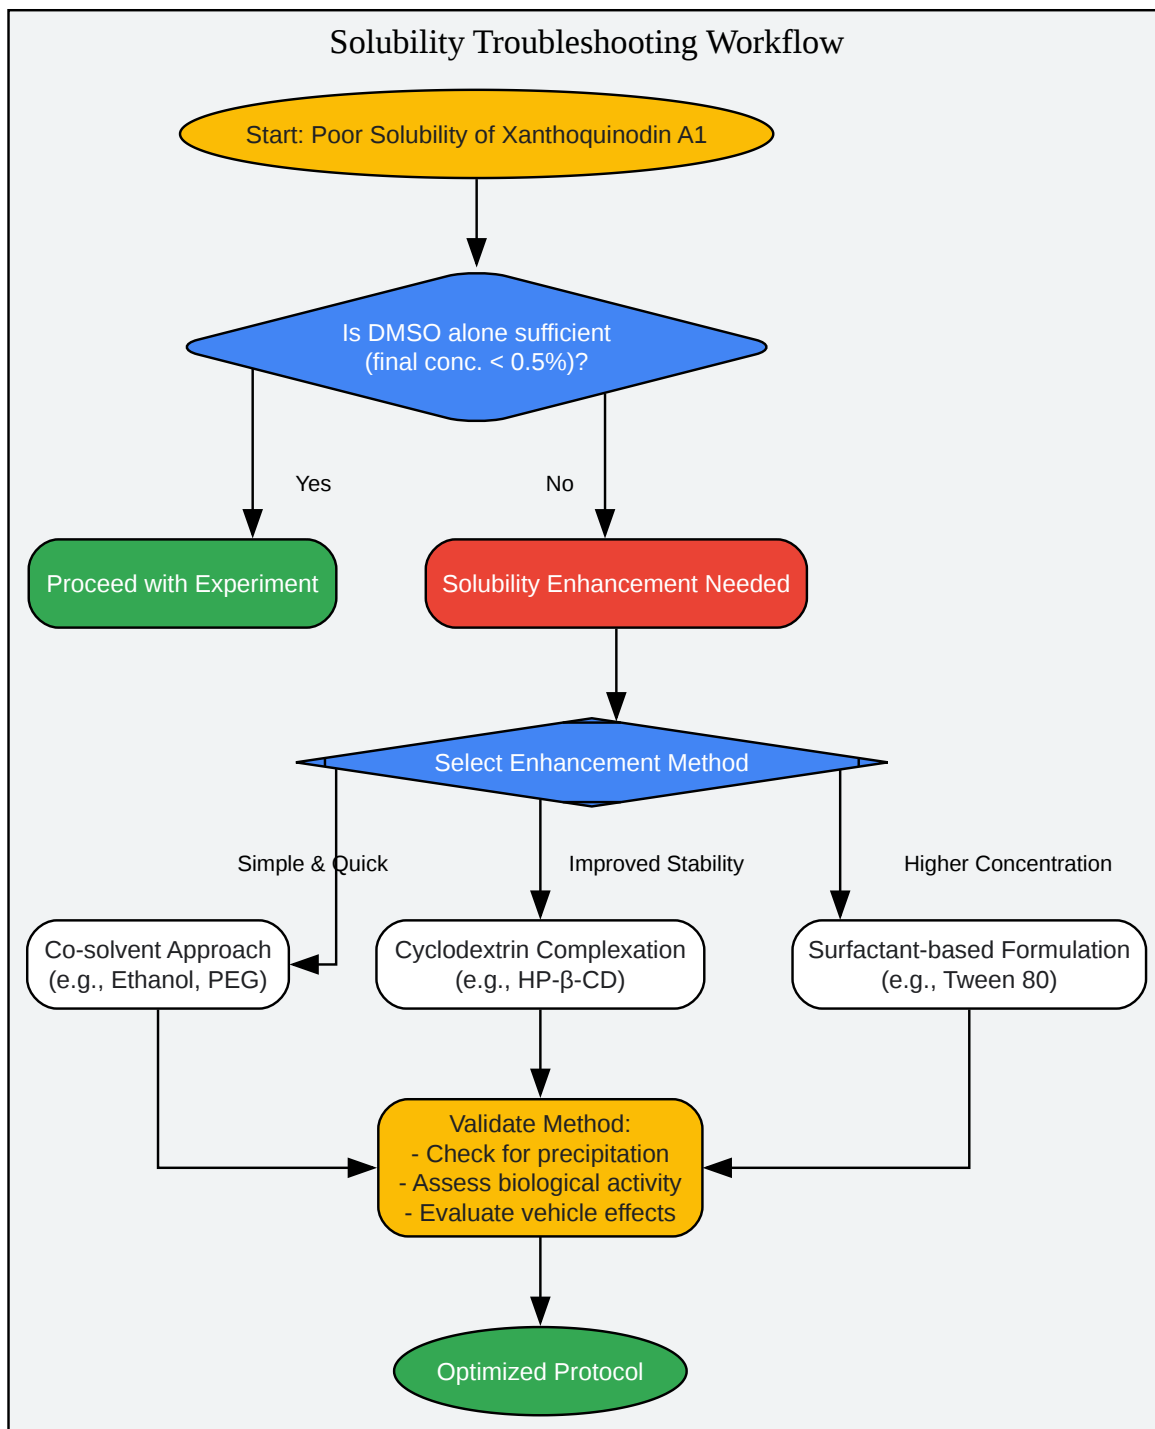 Solubility Troubleshooting Workflow
Start: Poor Solubility of Xanthoquinodin A1
Is DMSO alone sufficient
(final conc. < 0.5%)?
Yes
No
Proceed with Experiment
Solubility Enhancement Needed
Select Enhancement Method
Simple & Quick
Improved Stability
Higher Concentration
Co-solvent Approach
(e.g., Ethanol, PEG)
Cyclodextrin Complexation
(e.g., HP-β-CD)
Surfactant-based Formulation
(e.g., Tween 80)
Validate Method:
- Check for precipitation
- Assess biological activity
- Evaluate vehicle effects
Optimized Protocol